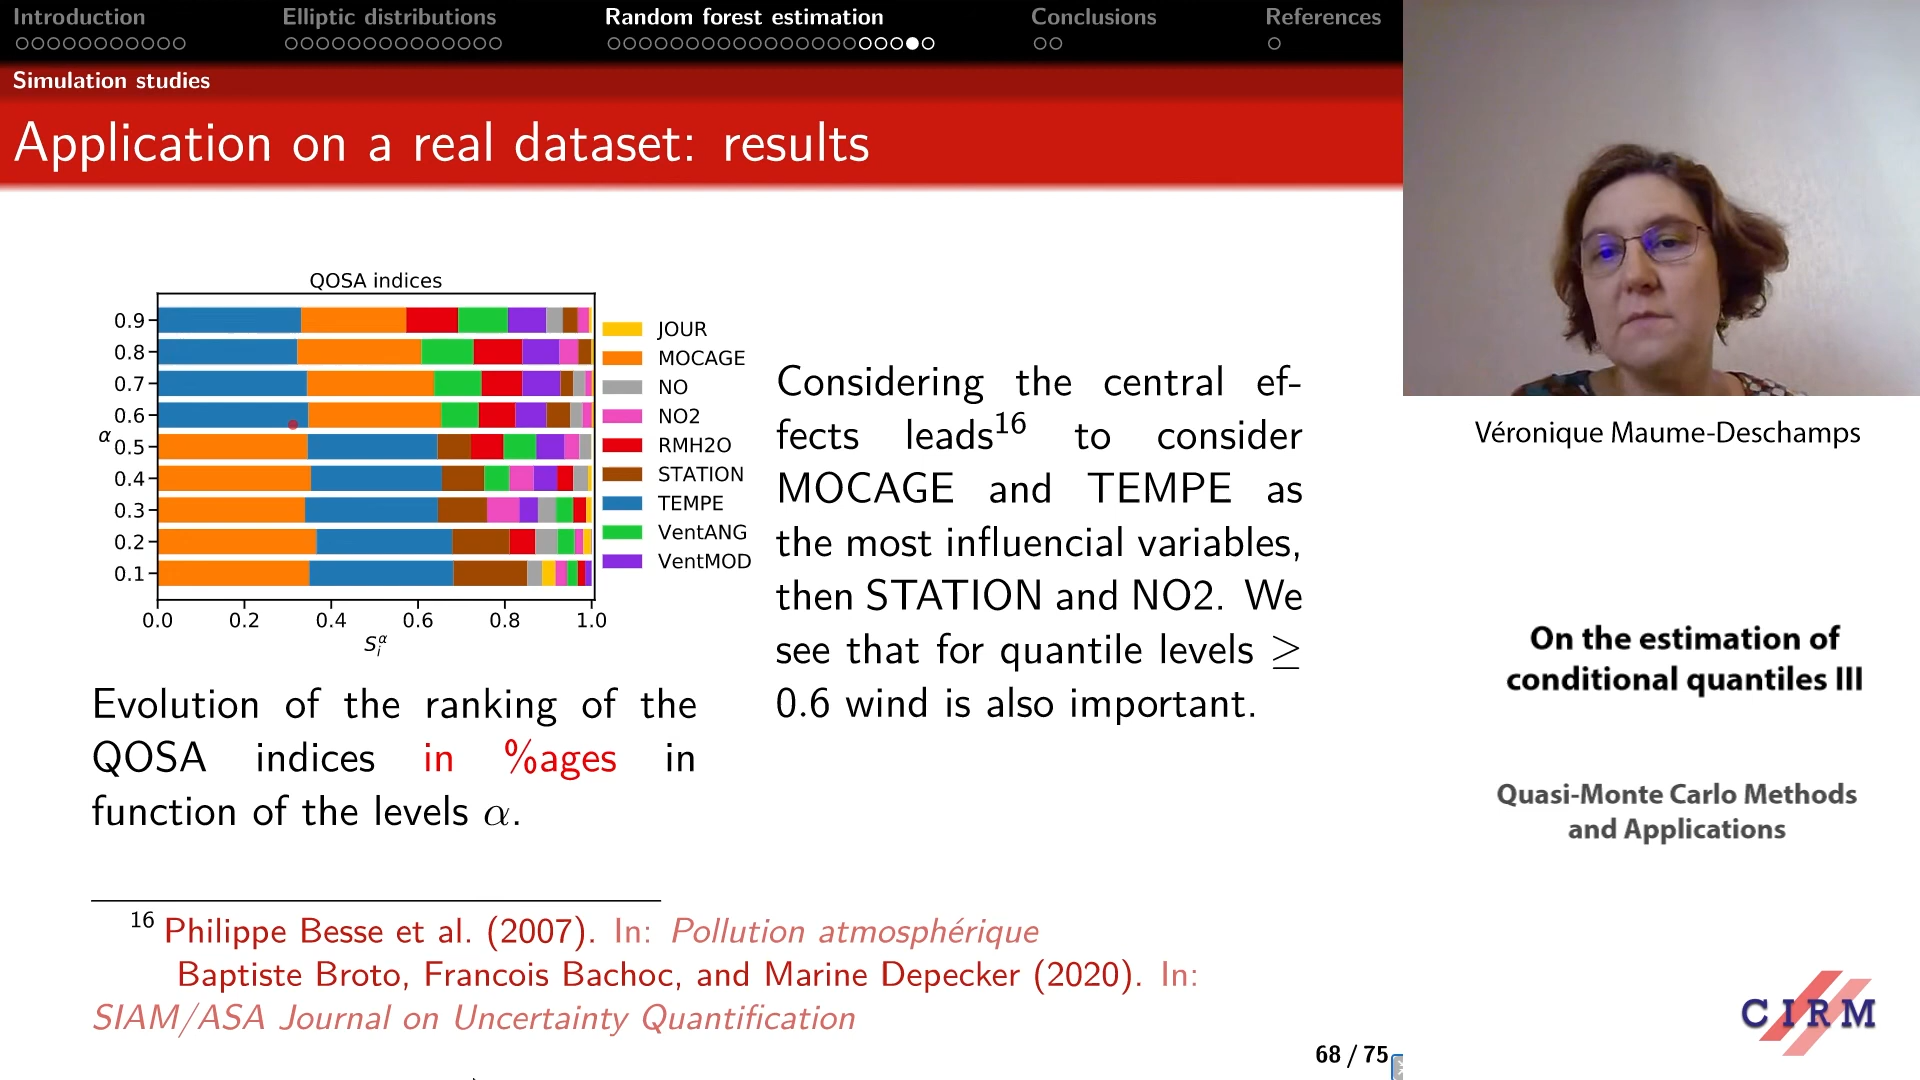 Introduction Elliptic distributions Random forest estimation Conclusions References
Simulation studies
Application on a real dataset: results
QOSA indices
0.9
0.8
0.7
0.6
α
0.5
0.4
0.3
0.2
0.1
0.0 0.2 0.4 0.6 0.8 1.0
S_i^α
JOUR
MOCAGE
NO
NO2
RMH2O
STATION
TEMPE
VentANG
VentMOD
Evolution of the ranking of the
QOSA indices in %ages in
function of the levels α.
Considering the central ef-
fects leads16 to consider
MOCAGE and TEMPE as
the most influencial variables,
then STATION and NO2. We
see that for quantile levels ≥
0.6 wind is also important.
16 Philippe Besse et al. (2007). In: Pollution atmosphérique
Baptiste Broto, Francois Bachoc, and Marine Depecker (2020). In:
SIAM/ASA Journal on Uncertainty Quantification
68 / 75
Véronique Maume-Deschamps
On the estimation of
conditional quantiles III
Quasi-Monte Carlo Methods
and Applications
CIRM